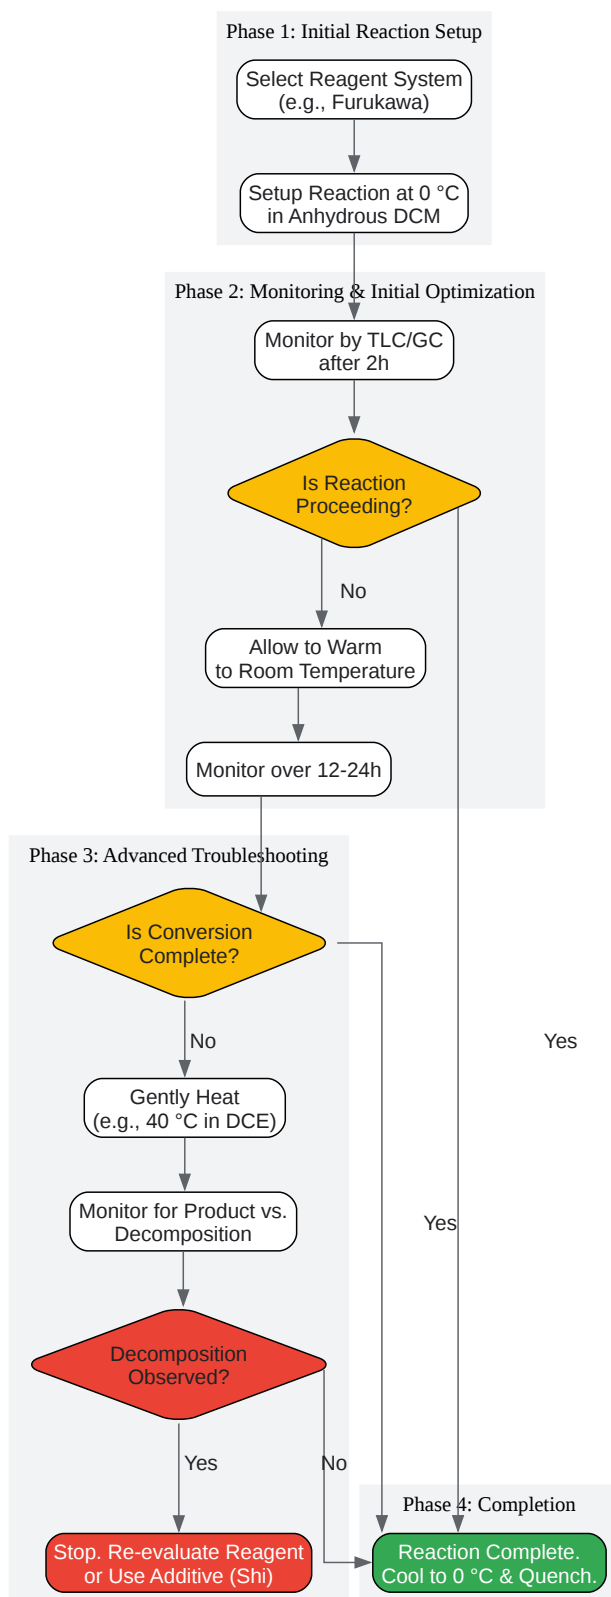 Phase 1: Initial Reaction Setup
Select Reagent System
(e.g., Furukawa)
Setup Reaction at 0 °C
in Anhydrous DCM
Phase 2: Monitoring & Initial Optimization
Monitor by TLC/GC
after 2h
Is Reaction
Proceeding?
No
Allow to Warm
to Room Temperature
Monitor over 12-24h
Phase 3: Advanced Troubleshooting
Is Conversion
Complete?
No
Yes
Gently Heat
(e.g., 40 °C in DCE)
Monitor for Product vs.
Decomposition
Yes
Decomposition
Observed?
Yes
No
Phase 4: Completion
Stop. Re-evaluate Reagent
or Use Additive (Shi)
Reaction Complete.
Cool to 0 °C & Quench.